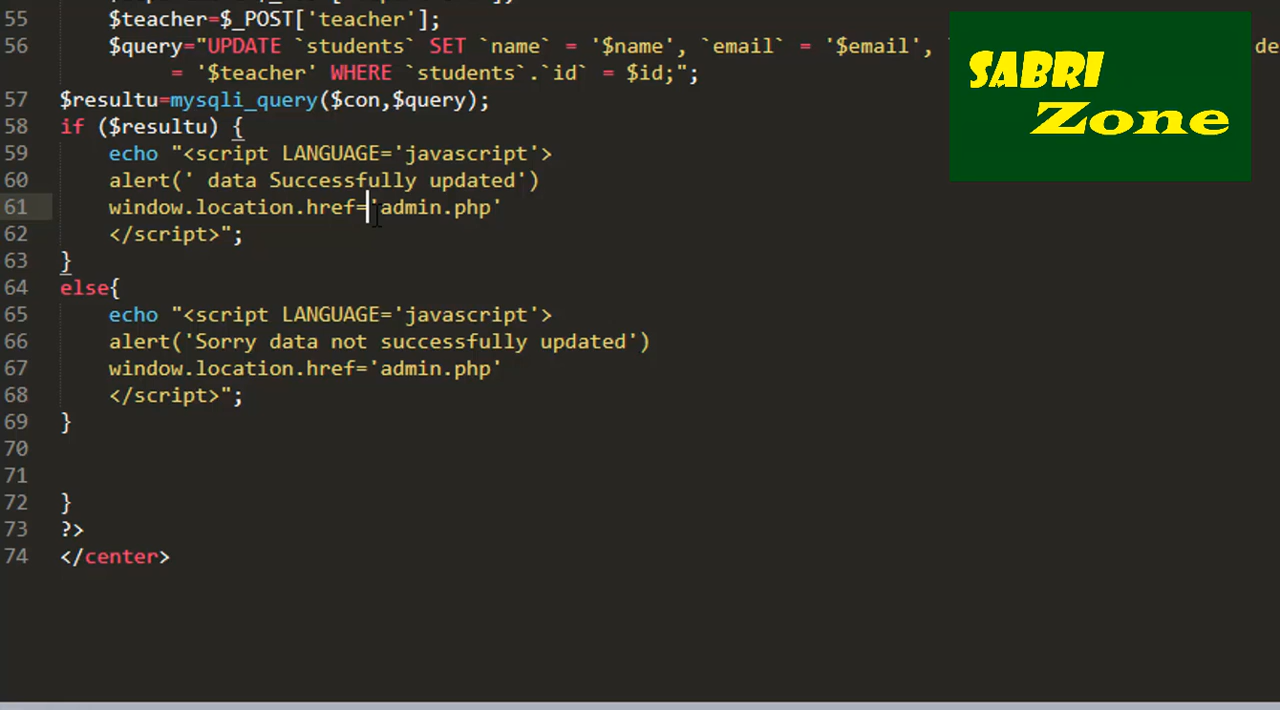 55 $teacher=$_POST['teacher'];
56 $query="UPDATE `students` SET `name` = '$name', `email` = '$email', de
= '$teacher' WHERE `students`.`id` = $id;";
57 $resultu=mysqli_query($con,$query);
58 if ($resultu) {
59 echo "<script LANGUAGE='javascript'>
60 alert(' data Successfully updated')
61 window.location.href='admin.php'
62 </script>";
63 }
64 else{
65 echo "<script LANGUAGE='javascript'>
66 alert('Sorry data not successfully updated')
67 window.location.href='admin.php'
68 </script>";
69 }
70
71
72 }
73 ?>
74 </center>
SABRI
Zone